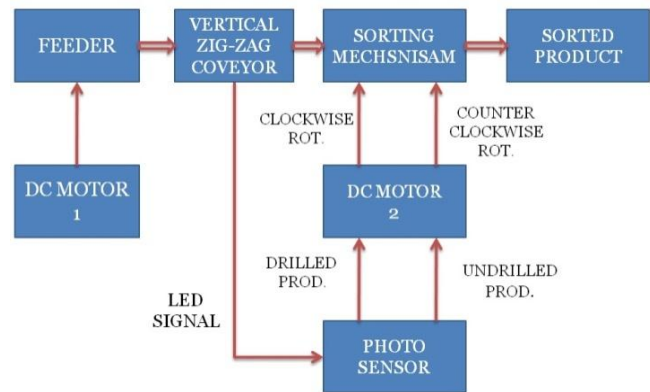 FEEDER
VERTICAL
ZIG-ZAG
COVEYOR
SORTING
MECHSNISAM
SORTED
PRODUCT
CLOCKWISE
ROT.
COUNTER
CLOCKWISE
ROT.
DC MOTOR
1
DC MOTOR
2
DRILLED
PROD.
UNDRILLED
PROD.
LED
SIGNAL
PHOTO
SENSOR